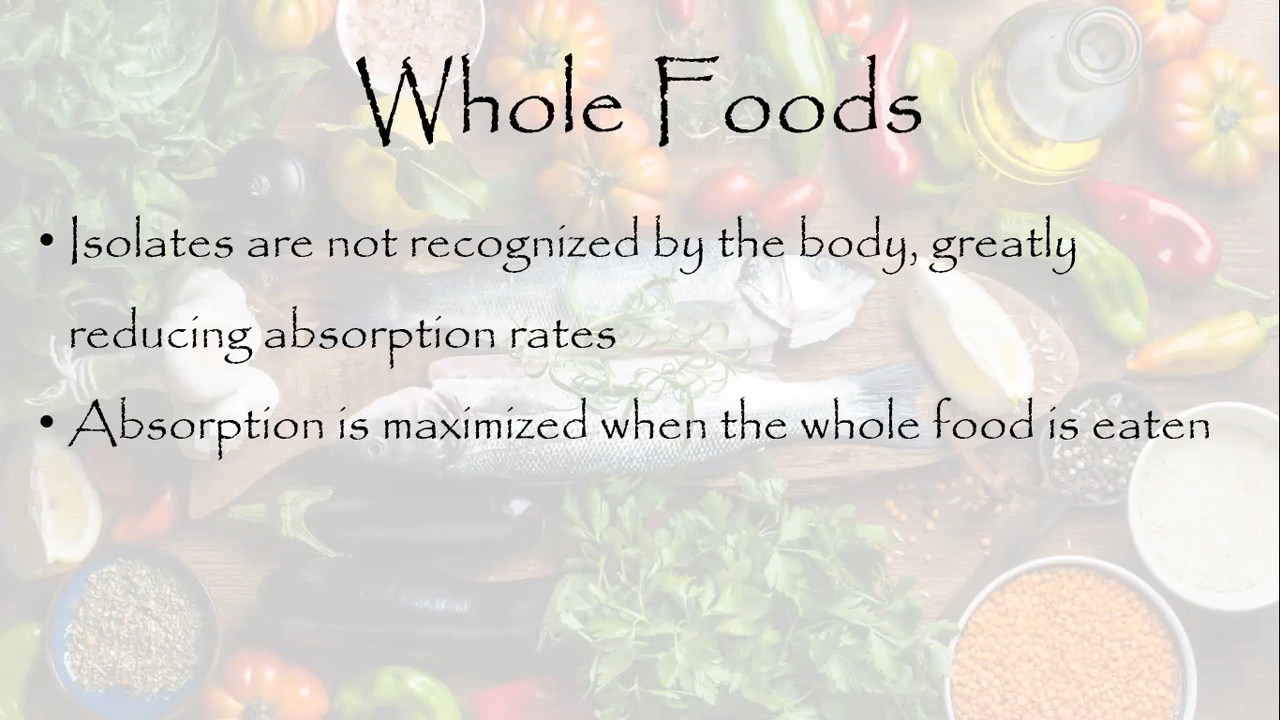 Whole Foods
• Isolates are not recognized by the body, greatly
reducing absorption rates
• Absorption is maximized when the whole food is eaten